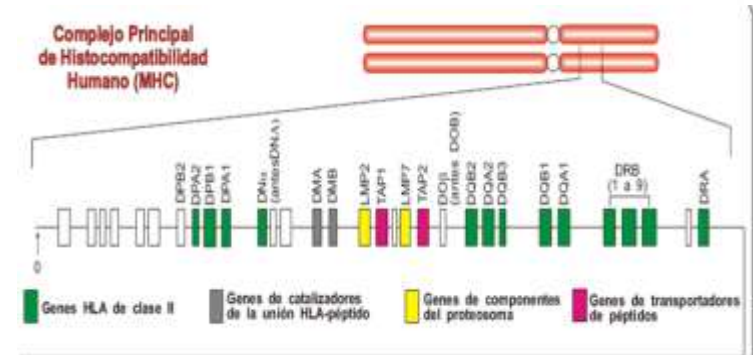 Complejo Principal
de Histocompatibilidad
Humano (MHC)
DPB2
DPA2
DPB1
DPA1
DNα
(antesDNA)
DMA
DMB
LMP2
TAP1
LMP7
TAP2
DOβ
(antes DOB)
DQB2
DQA2
DQB3
DQB1
DQA1
DRB
(1 a 9)
DRA
0
Genes HLA de clase II
Genes de catalizadores
de la unión HLA-péptido
Genes de componentes
del proteosoma
Genes de transportadores
de péptidos